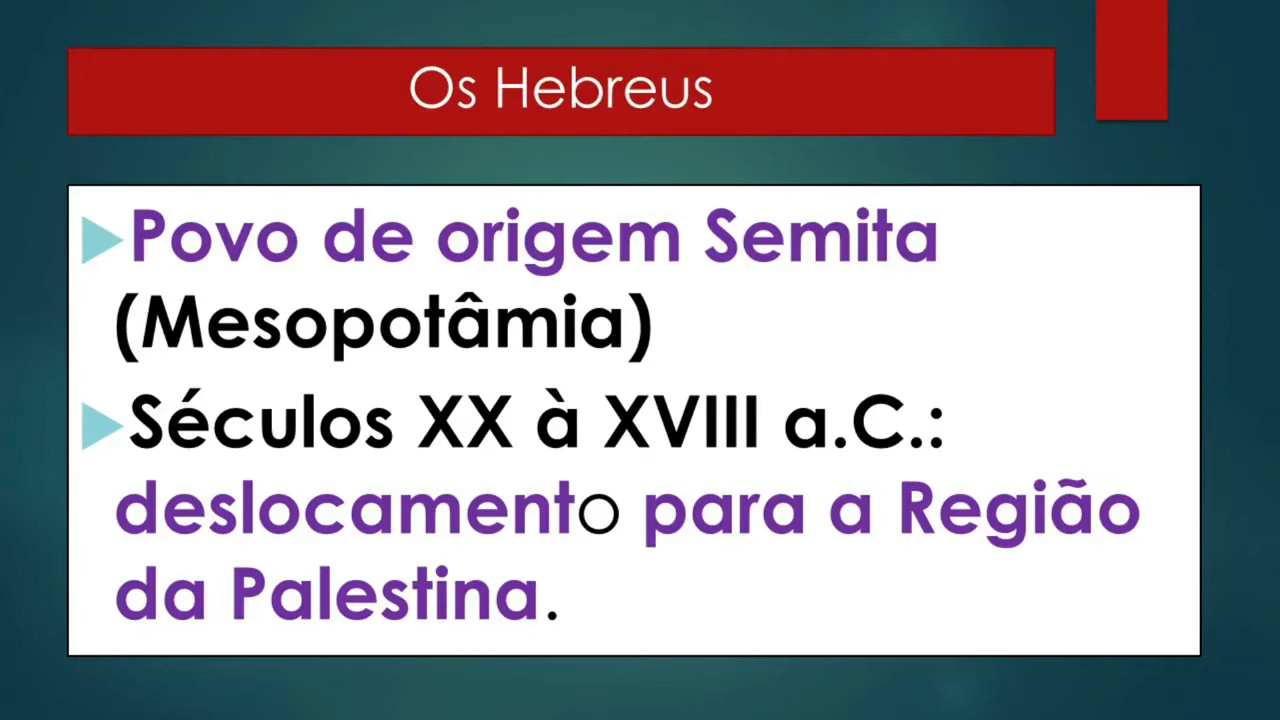 Os Hebreus
Povo de origem Semita
(Mesopotâmia)
Séculos XX à XVIII a.C.:
deslocamento para a Região
da Palestina.